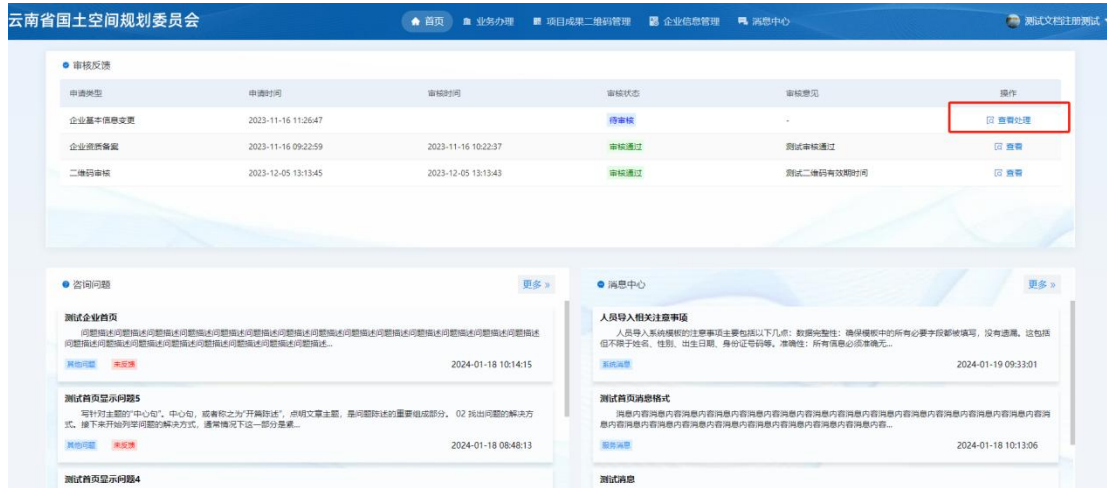 云南省国土空间规划委员会
首页 业务办理 项目成果二维码管理 企业信息管理 消息中心 测试文档注册测试
审核反馈
申请类型 申请时间 审核时间 审核状态 审核意见 操作
企业基本信息变更 2023-11-16 11:26:47 待审核 - 查看处理
企业资质备案 2023-11-16 09:22:59 2023-11-16 10:22:37 审核通过 测试审核通过 查看
二维码审核 2023-12-05 13:13:45 2023-12-05 13:13:43 审核通过 测试二维码有效期时间 查看
咨询问题 更多 »
测试企业首页
问题描述问题描述问题描述问题描述问题描述问题描述问题描述问题描述问题描述问题描述问题描述问题描述问题描述
问题描述问题描述问题描述问题描述问题描述问题描述问题描述...
其他问题 未反馈 2024-01-18 10:14:15
测试首页显示问题5
写针对主题的“中心句”。中心句，或者称之为“开篇陈述”，点明文章主题，是问题陈述的重要组成部分。 02 找出问题的解决方
式。接下来开始列举问题的解决方式，通常情况下这一部分是紧...
其他问题 未反馈 2024-01-18 08:48:13
测试首页显示问题4
消息中心 更多 »
人员导入相关注意事项
人员导入系统模板的注意事项主要包括以下几点：数据完整性：确保模板中的所有必要字段都被填写，没有遗漏。这包括
但不限于姓名、性别、出生日期、身份证号码等。准确性：所有信息必须准确无...
系统消息 2024-01-19 09:33:01
测试首页消息格式
消息内容消息内容消息内容消息内容消息内容消息内容消息内容消息内容消息内容消息内容消息内容消息内容消息内容消
息内容消息内容消息内容消息内容消息内容消息内容消息内容...
服务消息 2024-01-18 10:13:06
测试消息